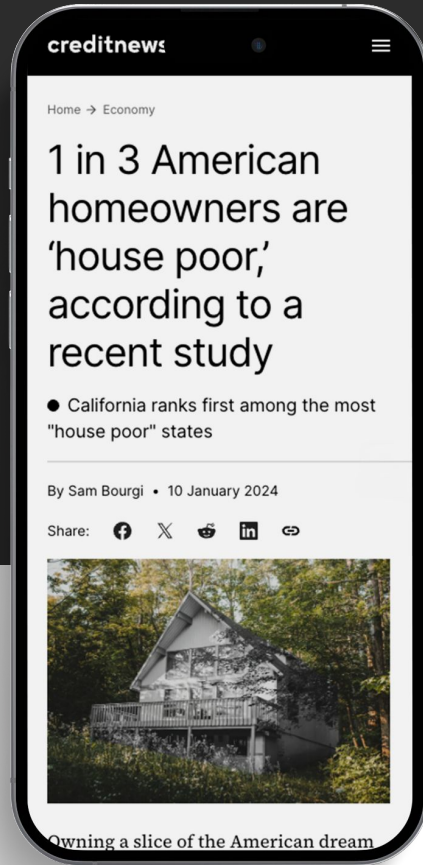 creditnews
Home → Economy
1 in 3 American
homeowners are
‘house poor,’
according to a
recent study
● California ranks first among the most
"house poor" states
By Sam Bourgi • 10 January 2024
Share:
Owning a slice of the American dream